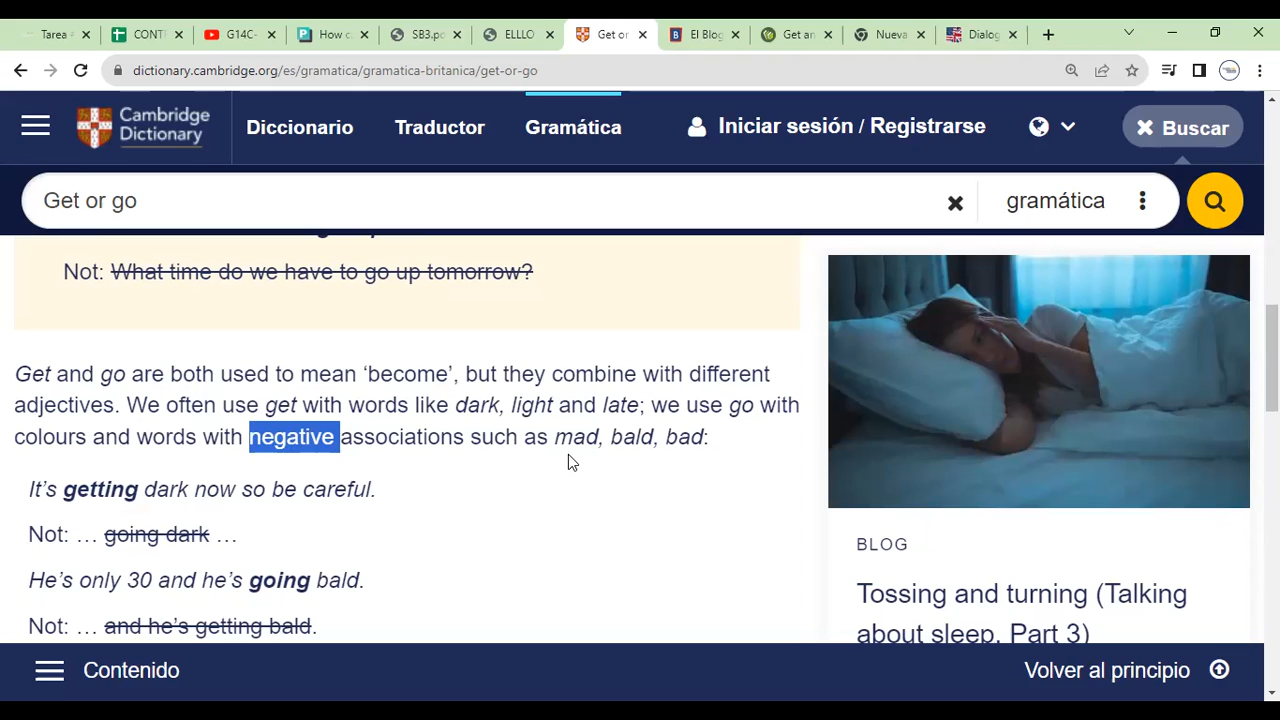 Tarea
CONT
G14C-
How c
SB3.po
ELLLO
Get or
El Blog
Get an
Nueva
Dialog
dictionary.cambridge.org/es/gramatica/gramatica-britanica/get-or-go
Cambridge Dictionary
Diccionario
Traductor
Gramática
Iniciar sesión / Registrarse
Buscar
Get or go
gramática
Not: What time do we have to go up tomorrow?
Get and go are both used to mean ‘become’, but they combine with different
adjectives. We often use get with words like dark, light and late; we use go with
colours and words with negative associations such as mad, bald, bad:
It’s getting dark now so be careful.
Not: … going dark …
He’s only 30 and he’s going bald.
Not: … and he’s getting bald.
BLOG
Tossing and turning (Talking
about sleep, Part 3)
Contenido
Volver al principio